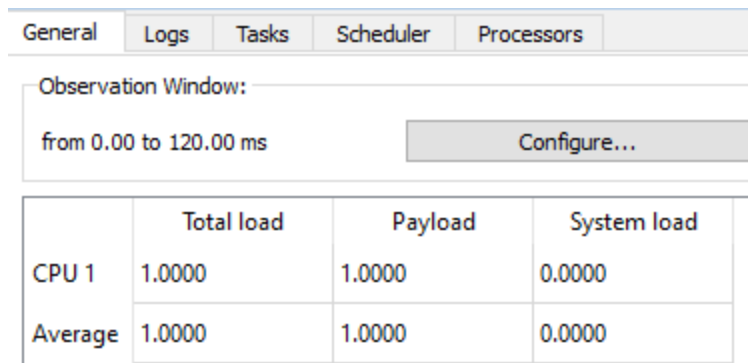 General Logs Tasks Scheduler Processors
Observation Window:
from 0.00 to 120.00 ms Configure...
Total load Payload System load
CPU 1 1.0000 1.0000 0.0000
Average 1.0000 1.0000 0.0000